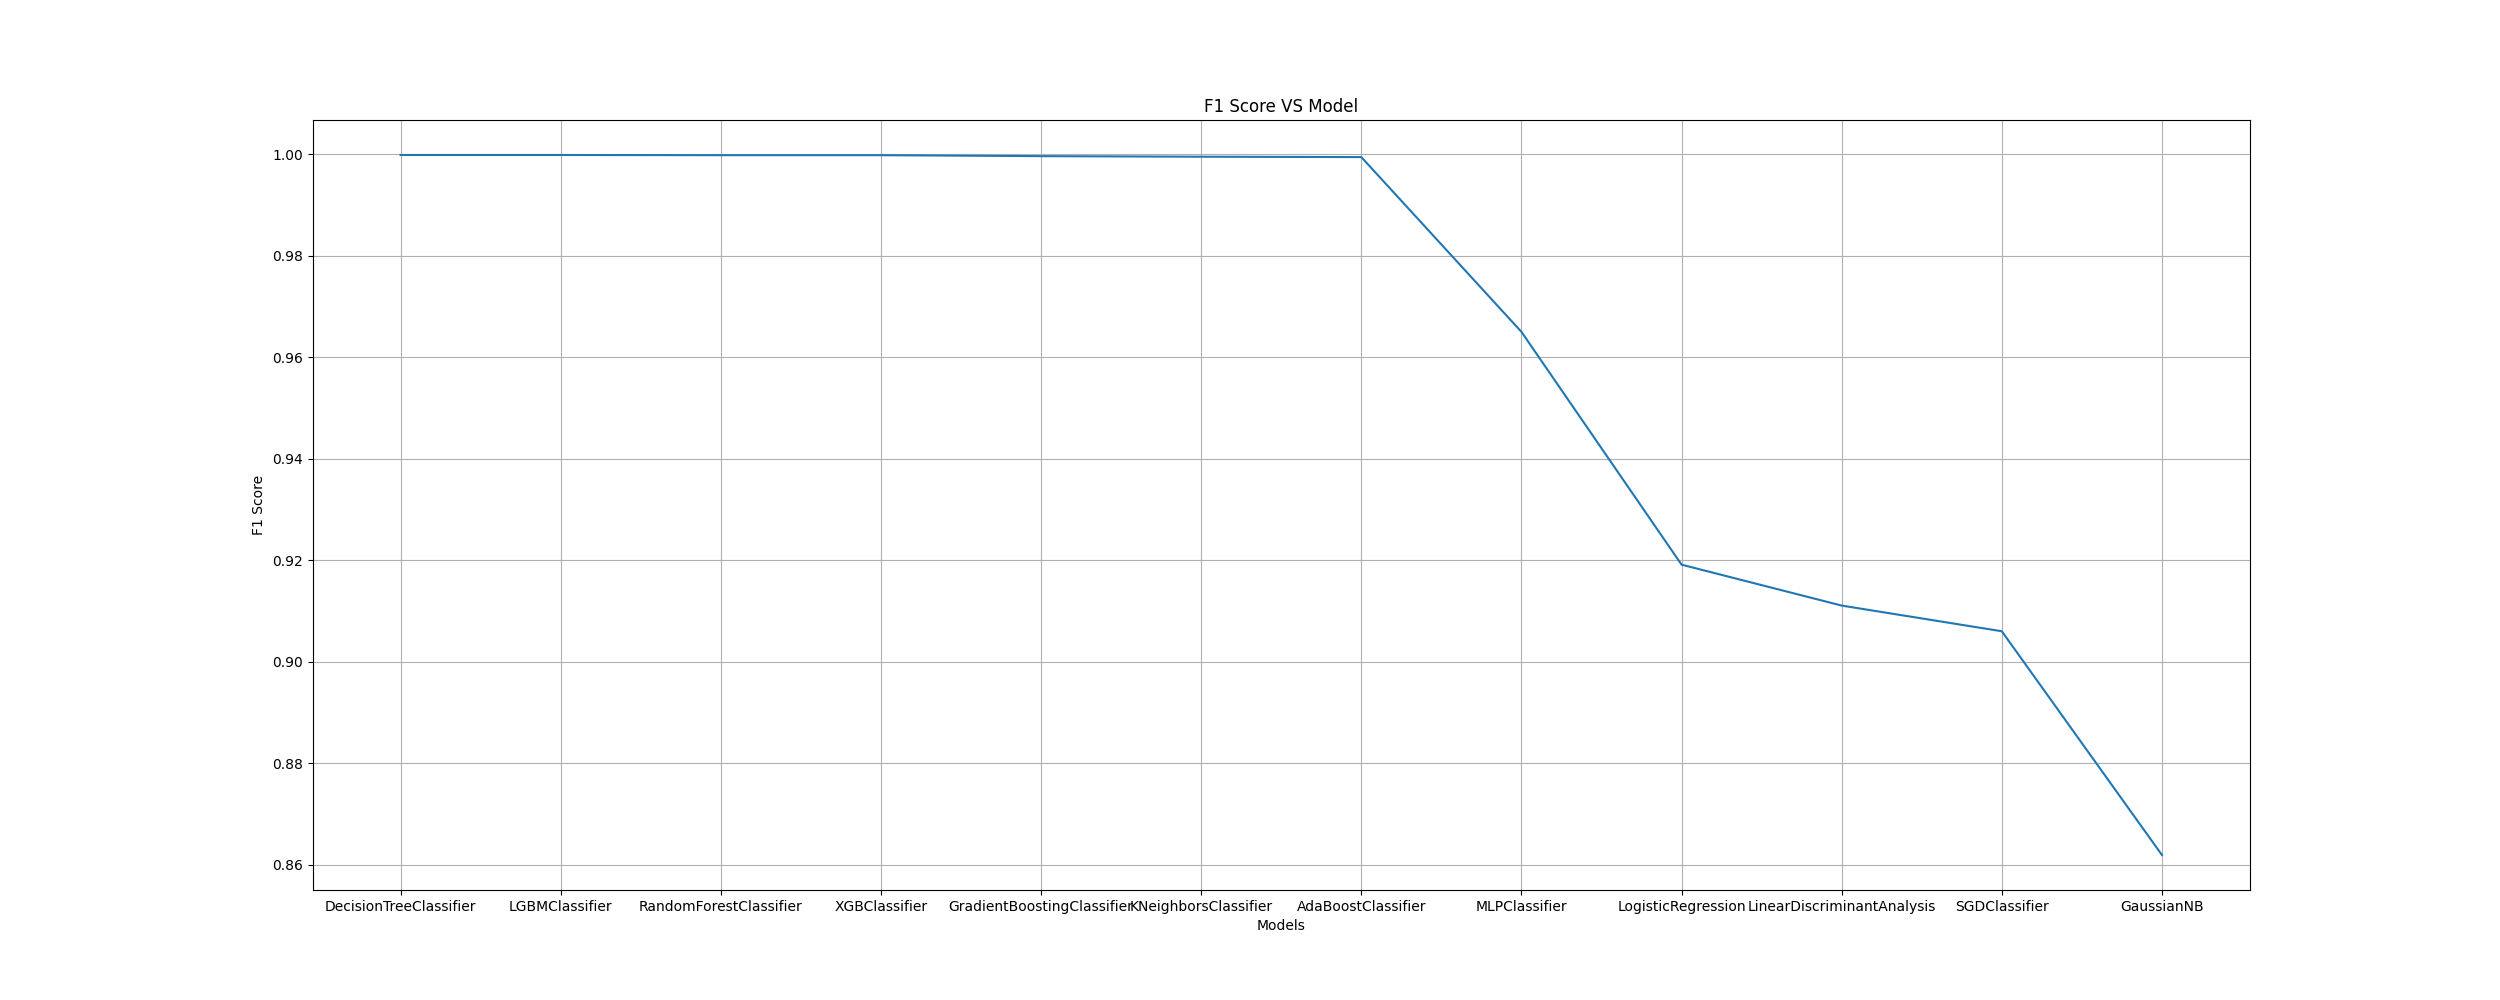 F1 Score VS Model
1.00
0.98
0.96
0.94
0.92
0.90
0.88
0.86
F1 Score
DecisionTreeClassifier LGBMClassifier RandomForestClassifier XGBClassifier GradientBoostingClassifier KNeighborsClassifier AdaBoostClassifier MLPClassifier LogisticRegression LinearDiscriminantAnalysis SGDClassifier GaussianNB
Models